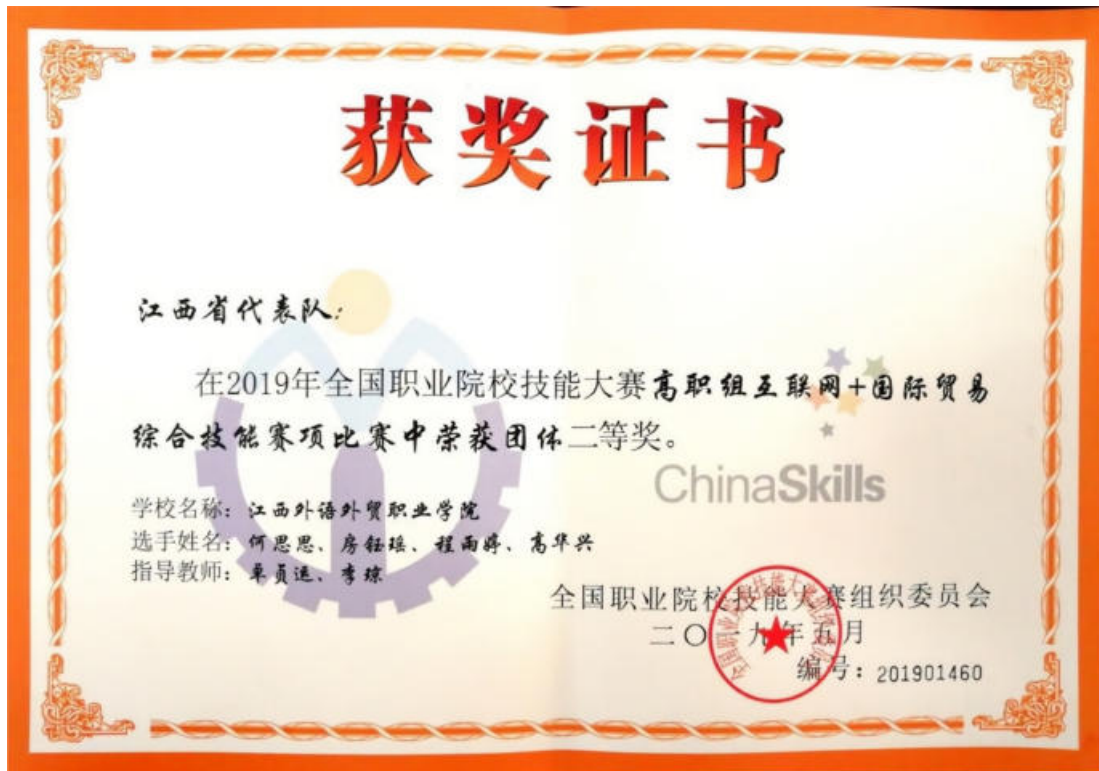 获奖证书
江西省代表队：
在2019年全国职业院校技能大赛高职组互联网+国际贸易
综合技能赛项比赛中荣获团体二等奖。
ChinaSkills
学校名称：江西外语外贸职业学院
选手姓名：何思思、房钰瑶、程雨婷、高华兴
指导教师：单贞运、李琼
全国职业院校技能大赛组织委员会
二〇一九年五月
编号：201901460